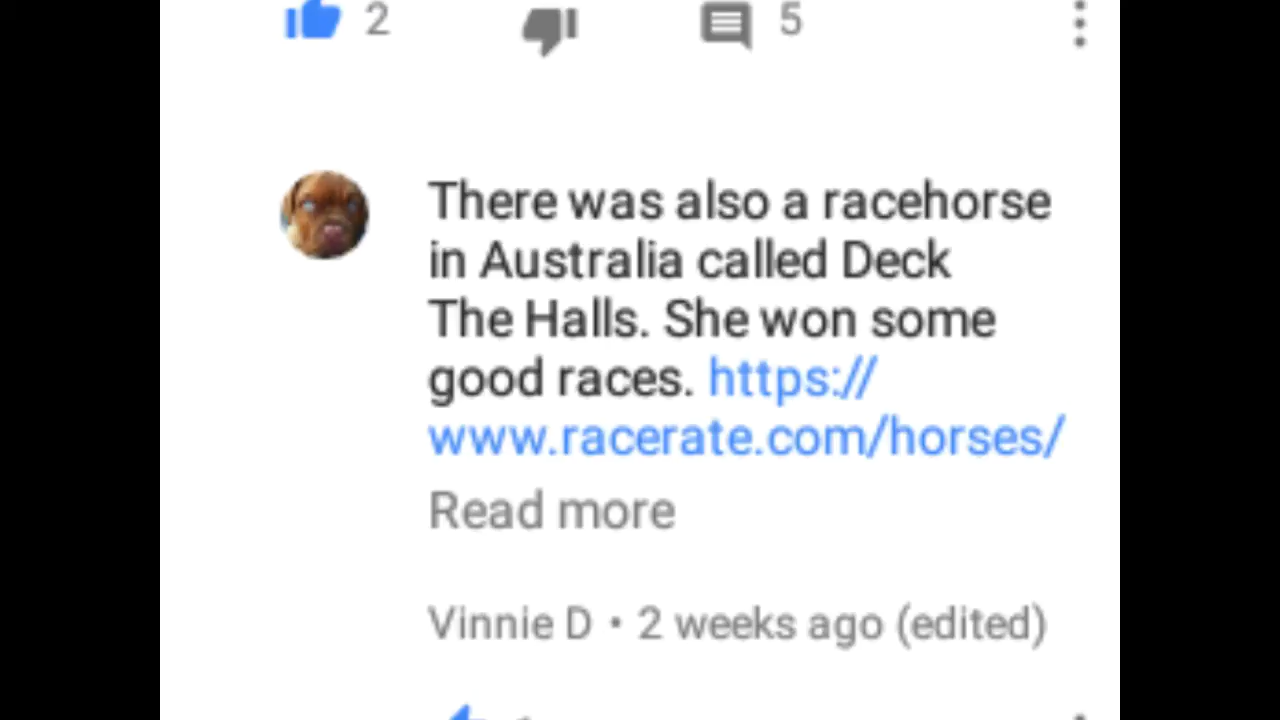 2 5
There was also a racehorse
in Australia called Deck
The Halls. She won some
good races. https://
www.racerate.com/horses/
Read more
Vinnie D • 2 weeks ago (edited)